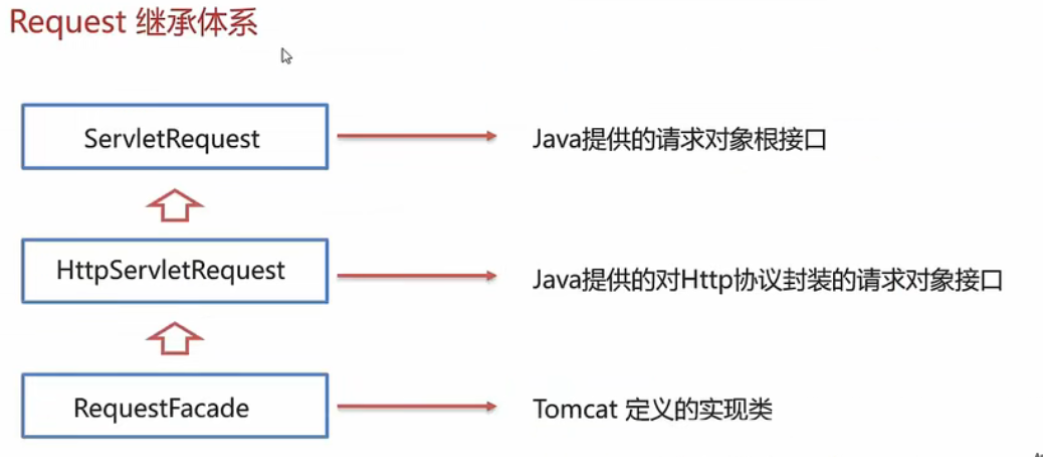 Request 继承体系
ServletRequest
Java提供的请求对象根接口
HttpServletRequest
Java提供的对Http协议封装的请求对象接口
RequestFacade
Tomcat 定义的实现类